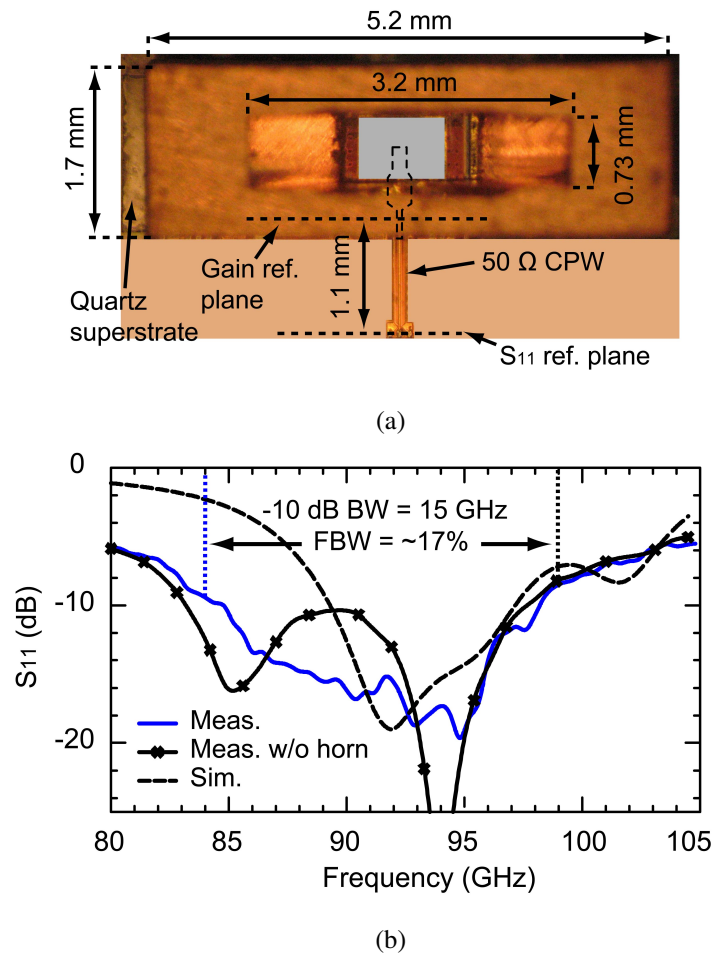 5.2 mm
3.2 mm
1.7 mm
0.73 mm
Gain ref.
plane
1.1 mm
50 Ω CPW
Quartz
superstrate
S11 ref. plane
(a)
0
-10
-20
S11 (dB)
-10 dB BW = 15 GHz
FBW = ~17%
Meas.
Meas. w/o horn
Sim.
80 85 90 95 100 105
Frequency (GHz)
(b)